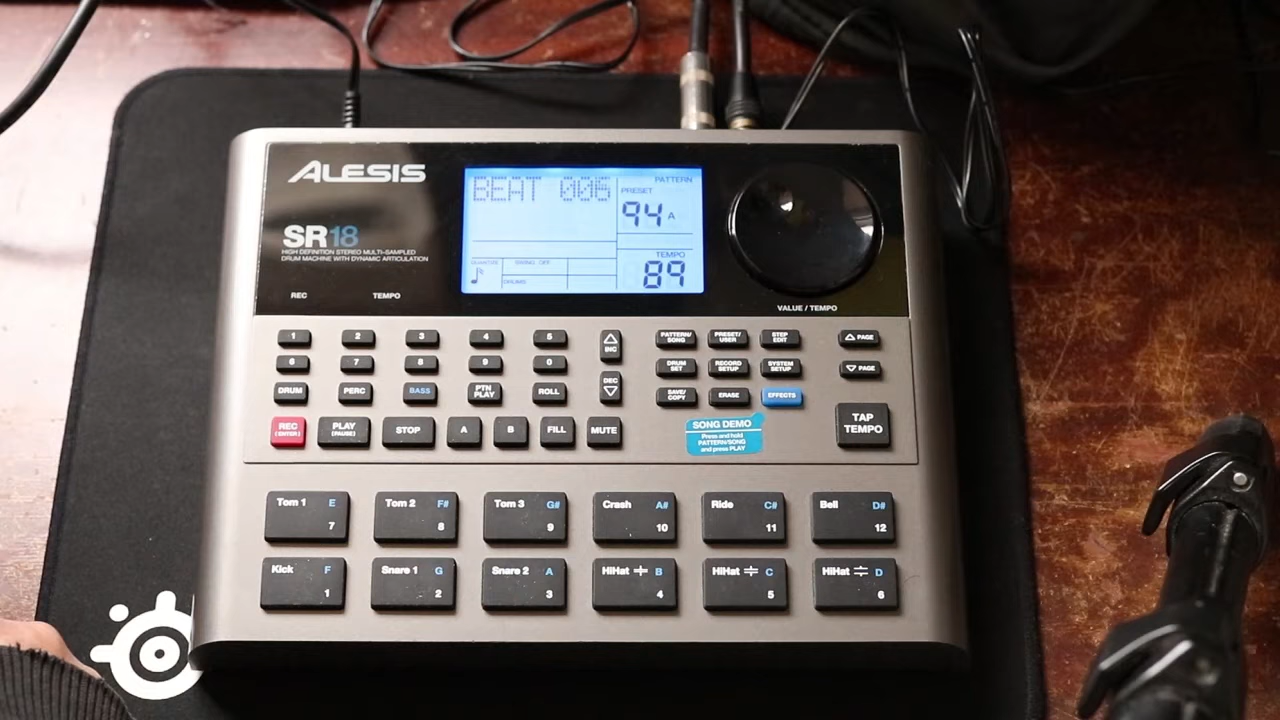 ALESIS
SR18
HIGH DEFINITION STEREO MULTI-SAMPLED
DRUM MACHINE WITH DYNAMIC ARTICULATION
REC TEMPO
BEAT 006
PATTERN
PRESET
94 A
TEMPO
89
QUANTIZE
SWING OFF
DRUMS
VALUE / TEMPO
1 2 3 4 5
INC
6 7 8 9 0
DEC
DRUM PERC BASS PTN PLAY ROLL
REC [ENTER] PLAY [PAUSE] STOP A B FILL MUTE
PATTERN/ SONG PRESET/ USER STEP EDIT
DRUM SET RECORD SETUP SYSTEM SETUP
SAVE/ COPY ERASE EFFECTS
PAGE
PAGE
TAP TEMPO
SONG DEMO
Press and hold
PATTERN/SONG
and press PLAY
Tom 1 E 7
Tom 2 F# 8
Tom 3 G# 9
Crash A# 10
Ride C# 11
Bell D# 12
Kick F 1
Snare 1 G 2
Snare 2 A 3
HiHat B 4
HiHat C 5
HiHat D 6